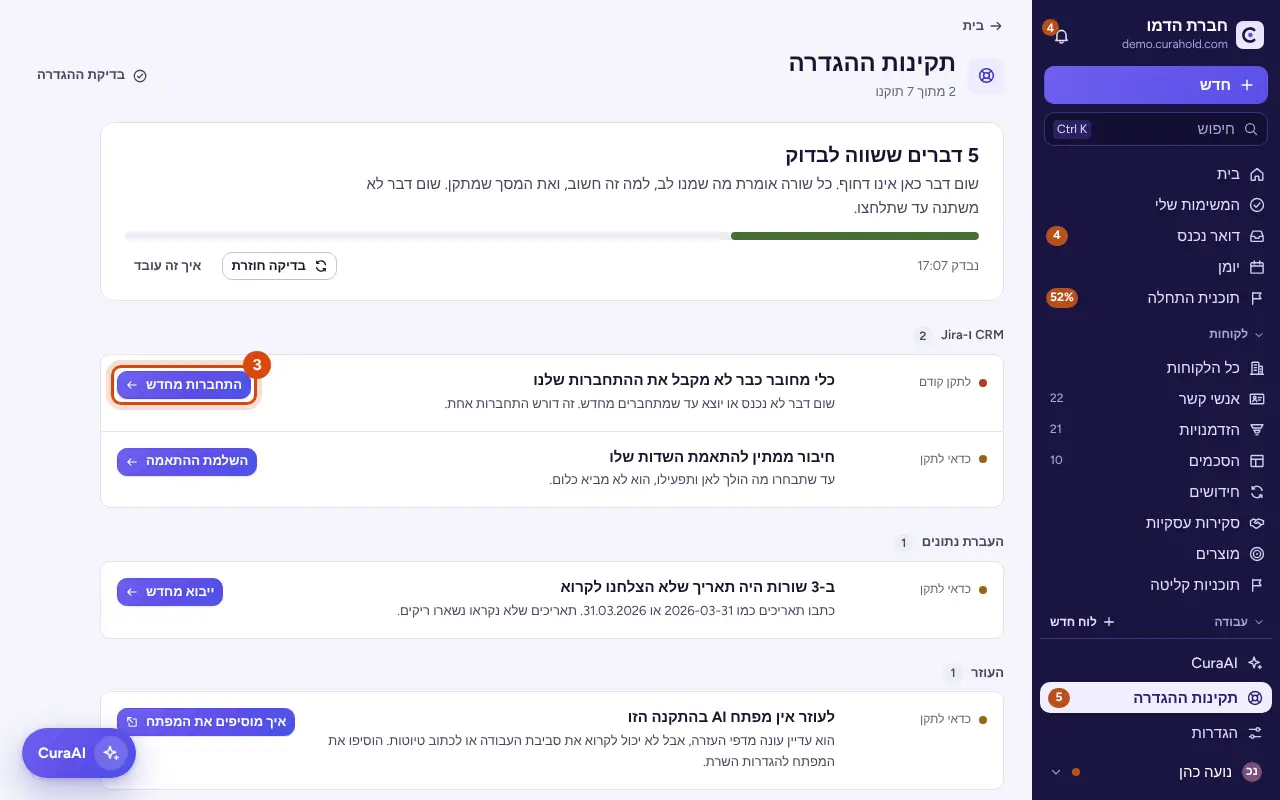 חברת הדמו
demo.curahold.com
4
חדש
חיפוש
Ctrl K
בית
המשימות שלי
דואר נכנס
4
יומן
תוכנית התחלה
52%
לקוחות
כל הלקוחות
אנשי קשר
22
הזדמנויות
21
הסכמים
10
חידושים
סקירות עסקיות
מוצרים
תוכניות קליטה
עבודה
לוח חדש
CuraAI
תקינות ההגדרה
5
הגדרות
נכ
נועה כהן
בית
תקינות ההגדרה
2 מתוך 7 תוקנו
בדיקת ההגדרה
5 דברים ששווה לבדוק
שום דבר כאן אינו דחוף. כל שורה אומרת מה שמנו לב, למה זה חשוב, ואת המסך שמתקן. שום דבר לא
משתנה עד שתלחצו.
נבדק 17:07
בדיקה חוזרת
איך זה עובד
CRM ו-Jira
2
לתקן קודם
כלי מחובר כבר לא מקבל את ההתחברות שלנו
שום דבר לא נכנס או יוצא עד שמתחברים מחדש. זה דורש התחברות אחת.
התחברות מחדש
3
כדאי לתקן
חיבור ממתין להתאמת השדות שלו
עד שתבחרו מה הולך לאן ותפעילו, הוא לא מביא כלום.
השלמת ההתאמה
העברת נתונים
1
כדאי לתקן
ב-3 שורות היה תאריך שלא הצלחנו לקרוא
כתבו תאריכים כמו 2026-03-31 או 31.03.2026. תאריכים שלא נקראו נשארו ריקים.
ייבוא מחדש
העוזר
1
כדאי לתקן
לעוזר אין מפתח AI בהתקנה הזו
הוא עדיין עונה מדפי העזרה, אבל לא יכול לקרוא את סביבת העבודה או לכתוב טיוטות. הוסיפו את
המפתח להגדרות השרת.
איך מוסיפים את המפתח
CuraAI